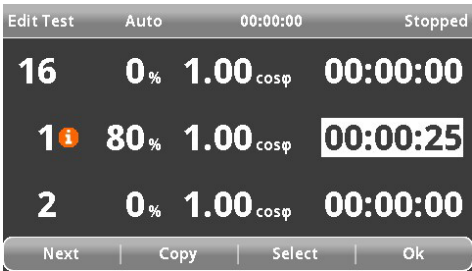 Edit Test Auto 00:00:00 Stopped
16 0% 1.00 cosφ 00:00:00
1 i 80% 1.00 cosφ 00:00:25
2 0% 1.00 cosφ 00:00:00
Next Copy Select Ok